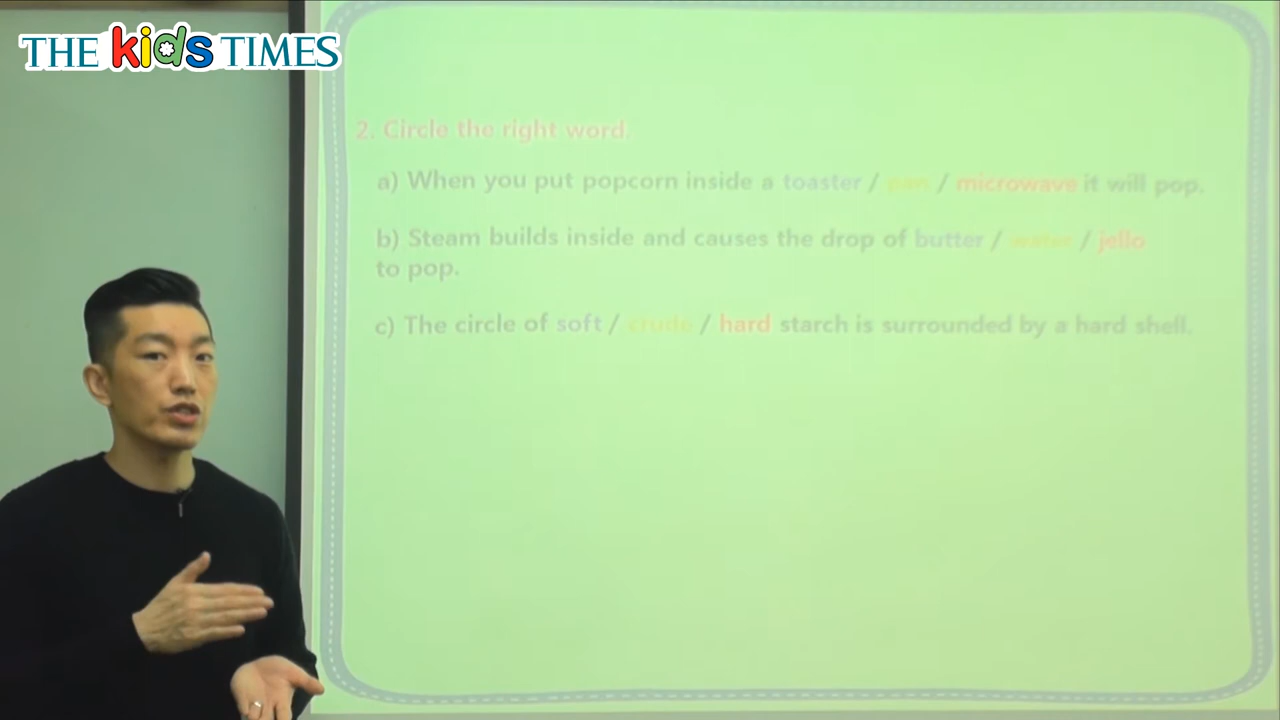 THE kids TIMES
2. Circle the right word.
a) When you put popcorn inside a toaster / pan / microwave it will pop.
b) Steam builds inside and causes the drop of butter / water / jello
to pop.
c) The circle of soft / crude / hard starch is surrounded by a hard shell.